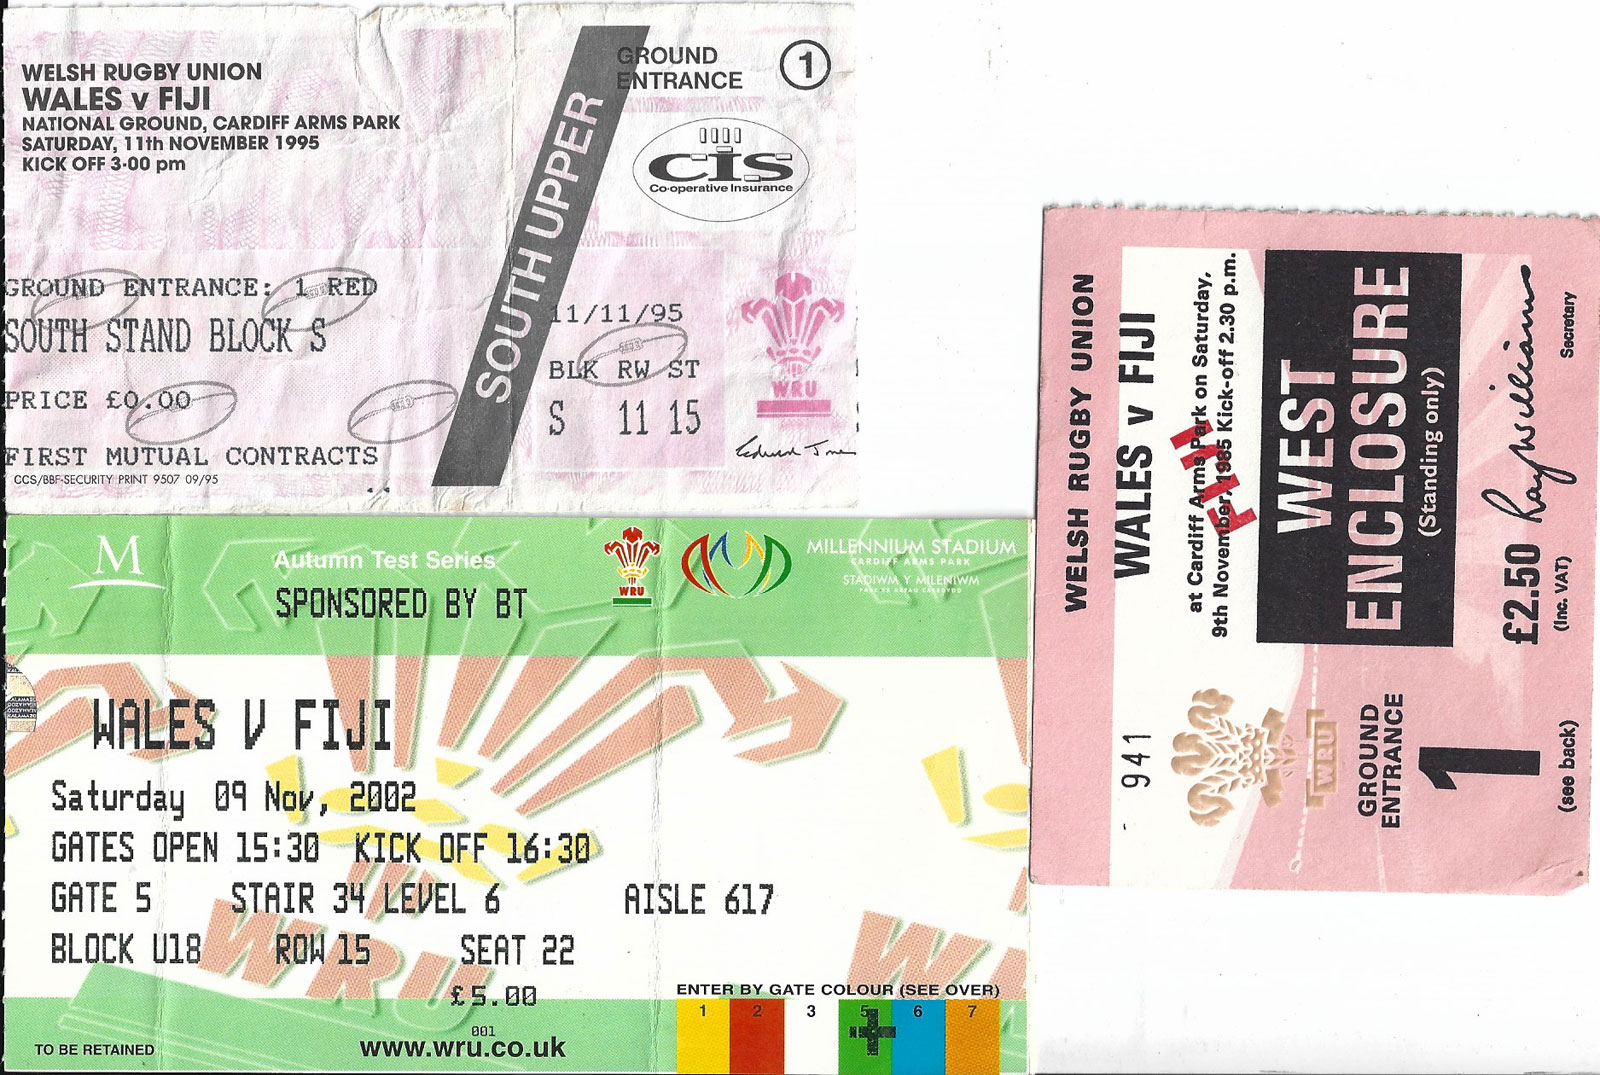 WELSH RUGBY UNION
WALES v FIJI
NATIONAL GROUND, CARDIFF ARMS PARK
SATURDAY, 11th NOVEMBER 1995
KICK OFF 3·00 pm
GROUND ENTRANCE: 1 RED
SOUTH STAND BLOCK S
PRICE £0.00
FIRST MUTUAL CONTRACTS
CCS/BBF-SECURITY PRINT 9507 09/95
SOUTH UPPER
GROUND
ENTRANCE
1
CiS
Co-operative Insurance
11/11/95
BLK RW ST
S 11 15
WRU
M
Autumn Test Series
SPONSORED BY BT
WRU
MILLENNIUM STADIUM
CARDIFF ARMS PARK
STADIWM Y MILENIWM
WALES V FIJI
Saturday 09 Nov, 2002
GATES OPEN 15:30 KICK OFF 16:30
GATE 5 STAIR 34 LEVEL 6 AISLE 617
BLOCK U18 ROW 15 SEAT 22
£5.00
WRU
ENTER BY GATE COLOUR (SEE OVER)
1 2 3 5 6 7
001
TO BE RETAINED
www.wru.co.uk
WELSH RUGBY UNION
WALES v FIJI
at Cardiff Arms Park on Saturday,
9th November, 1985 Kick-off 2.30 p.m.
FIJI
WEST
ENCLOSURE
(Standing only)
Ray Williams
Secretary
£2.50
(Inc. VAT)
941
WRU
GROUND
ENTRANCE
1
(see back)